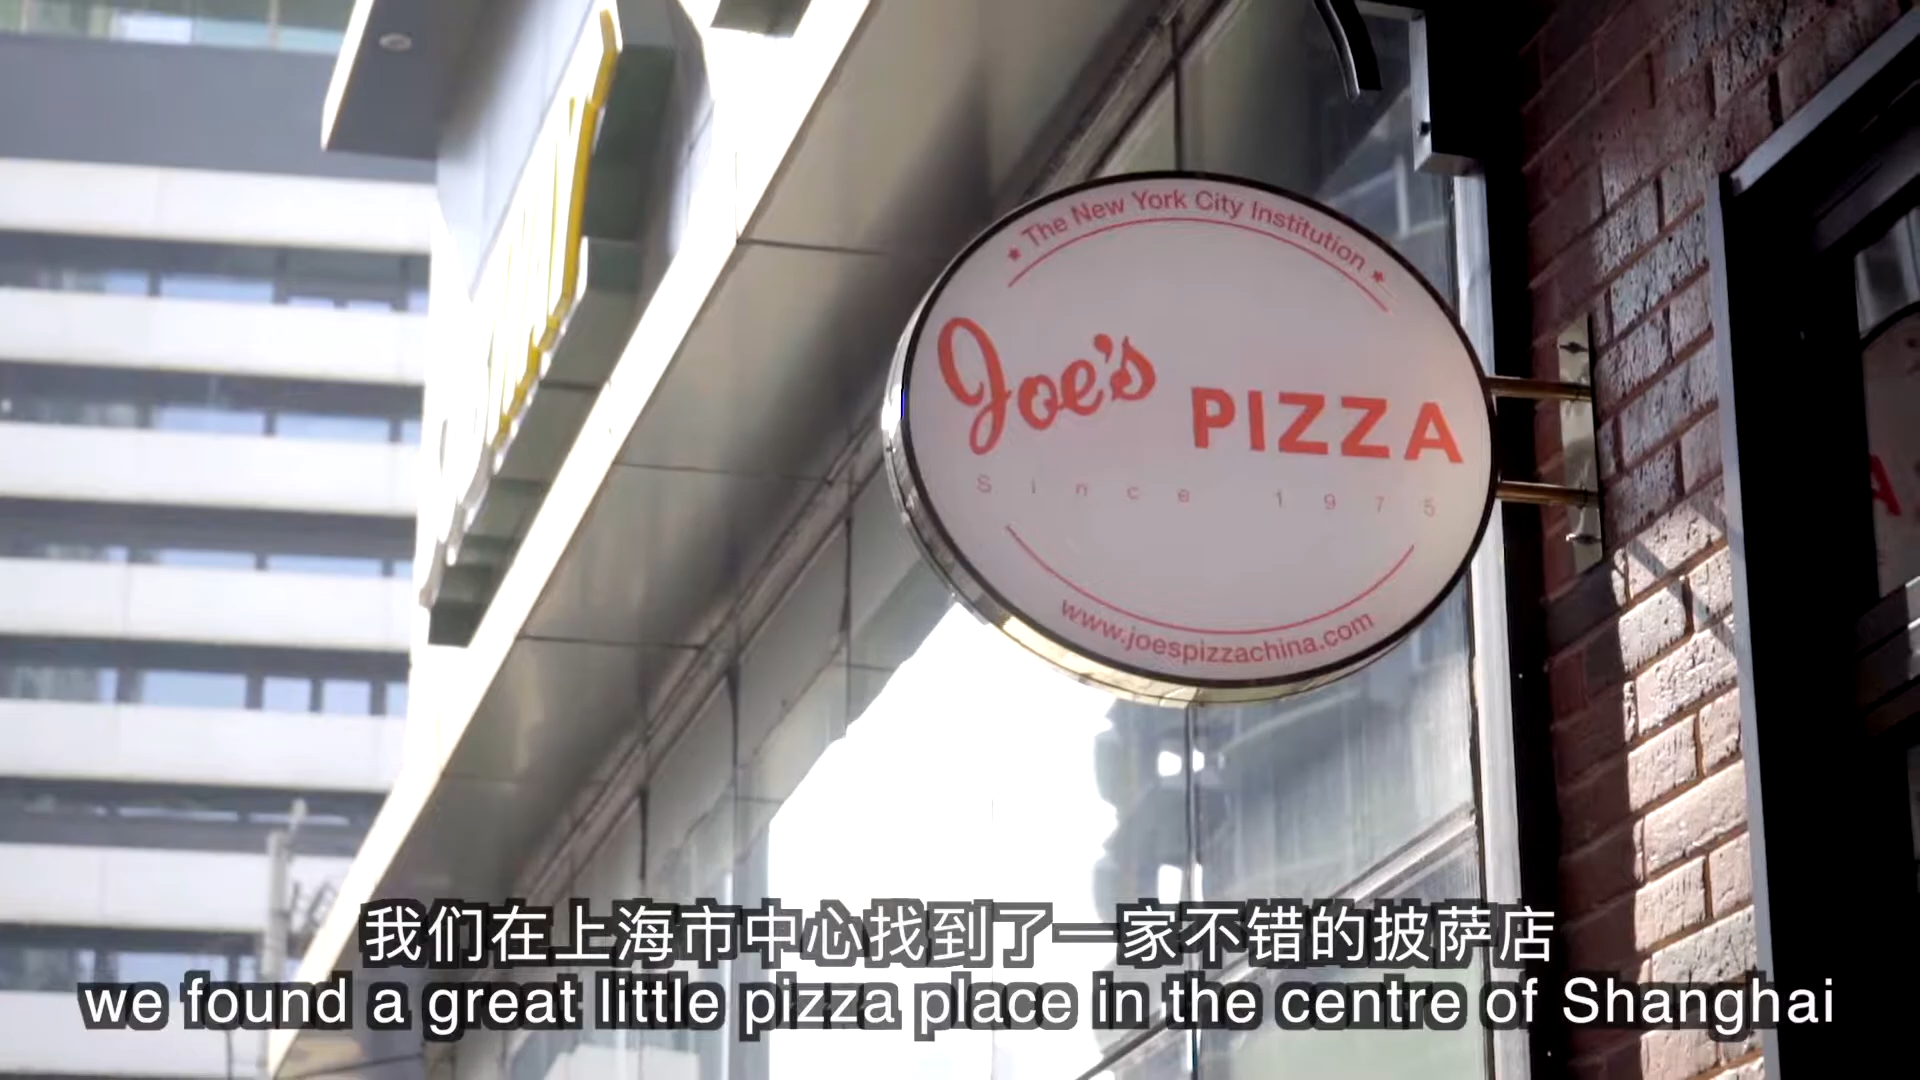 ★ The New York City Institution ★
Joe's PIZZA
Since 1975
www.joespizzachina.com
A
我们在上海市中心找到了一家不错的披萨店
we found a great little pizza place in the centre of Shanghai